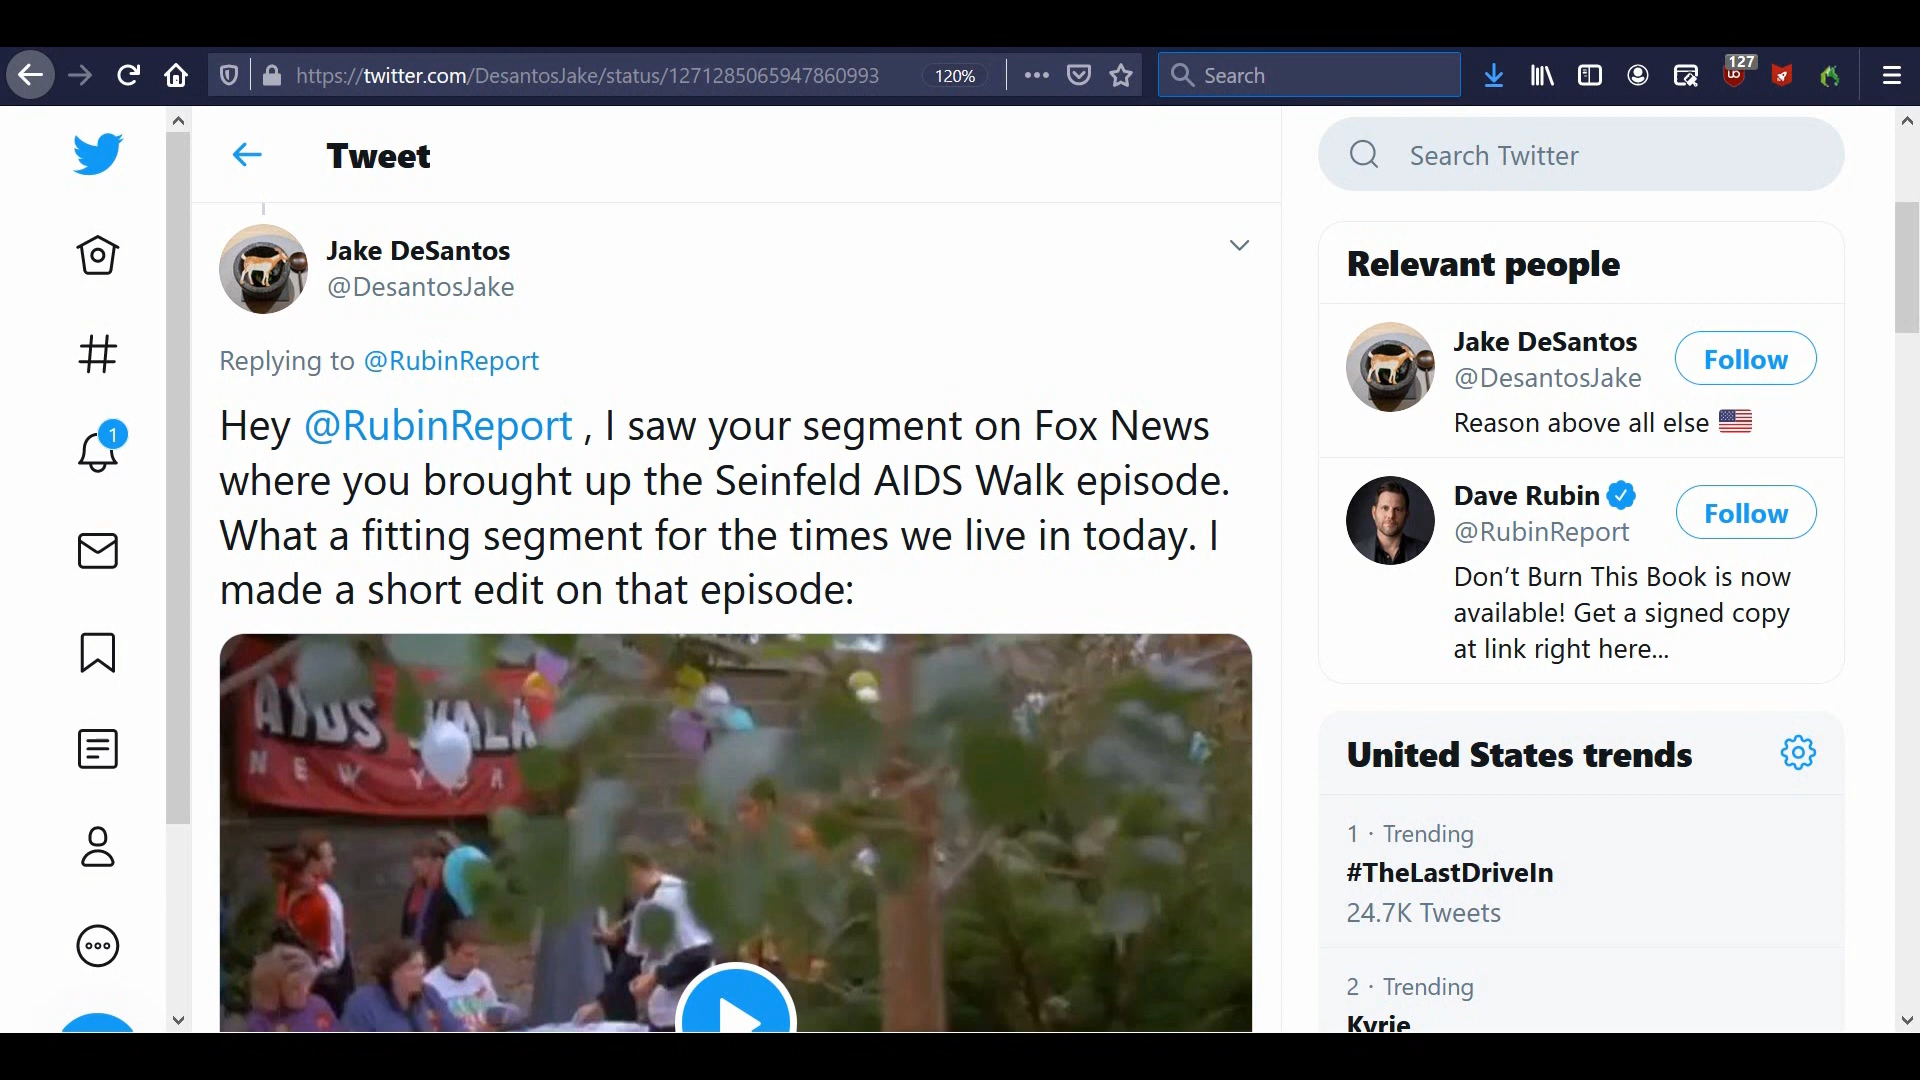 https://twitter.com/DesantosJake/status/1271285065947860993
120%
Search
127
Tweet
Search Twitter
Jake DeSantos
@DesantosJake
Replying to @RubinReport
Hey @RubinReport , I saw your segment on Fox News
where you brought up the Seinfeld AIDS Walk episode.
What a fitting segment for the times we live in today. I
made a short edit on that episode:
AIDS WALK
NEW YORK
1
Relevant people
Jake DeSantos
@DesantosJake
Follow
Reason above all else
Dave Rubin
@RubinReport
Follow
Don’t Burn This Book is now
available! Get a signed copy
at link right here...
United States trends
1 · Trending
#TheLastDriveIn
24.7K Tweets
2 · Trending
Kyrie